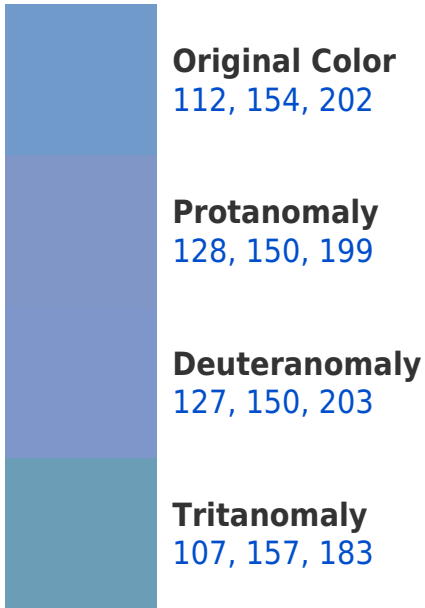 Original Color
112, 154, 202
Protanomaly
128, 150, 199
Deuteranomaly
127, 150, 203
Tritanomaly
107, 157, 183